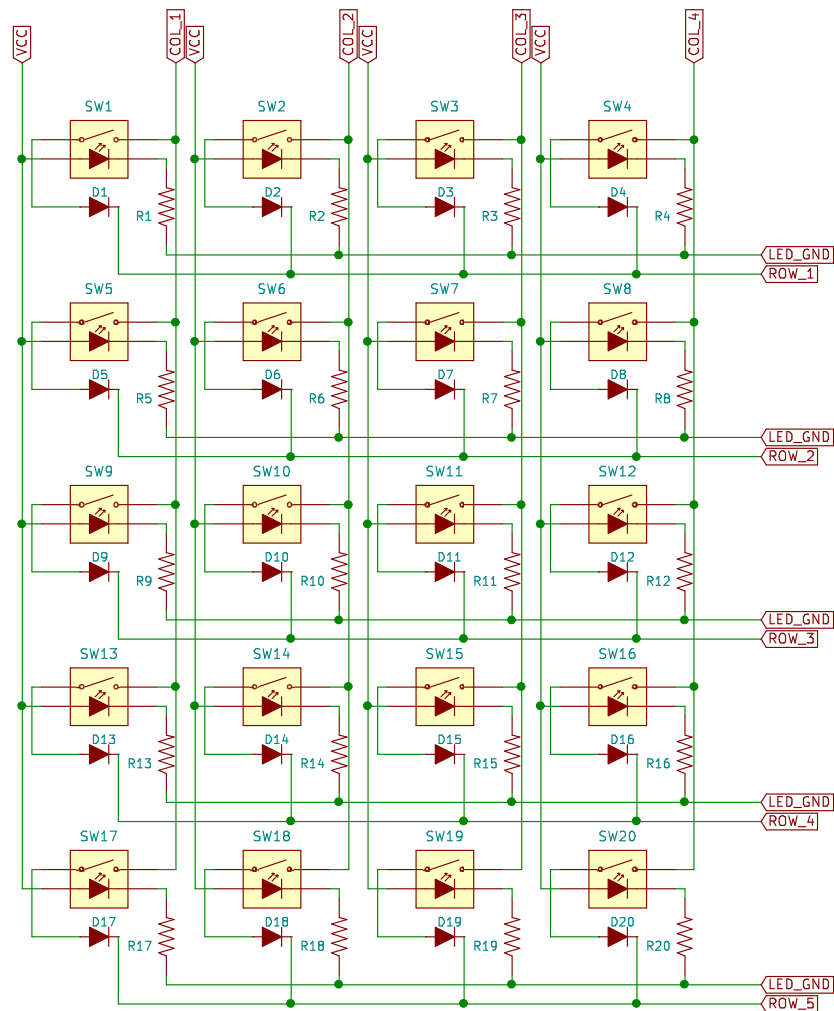 VCC COL_1 VCC COL_2 VCC COL_3 VCC COL_4
SW1 SW2 SW3 SW4
D1 D2 D3 D4
R1 R2 R3 R4
LED_GND
ROW_1
SW5 SW6 SW7 SW8
D5 D6 D7 D8
R5 R6 R7 R8
LED_GND
ROW_2
SW9 SW10 SW11 SW12
D9 D10 D11 D12
R9 R10 R11 R12
LED_GND
ROW_3
SW13 SW14 SW15 SW16
D13 D14 D15 D16
R13 R14 R15 R16
LED_GND
ROW_4
SW17 SW18 SW19 SW20
D17 D18 D19 D20
R17 R18 R19 R20
LED_GND
ROW_5